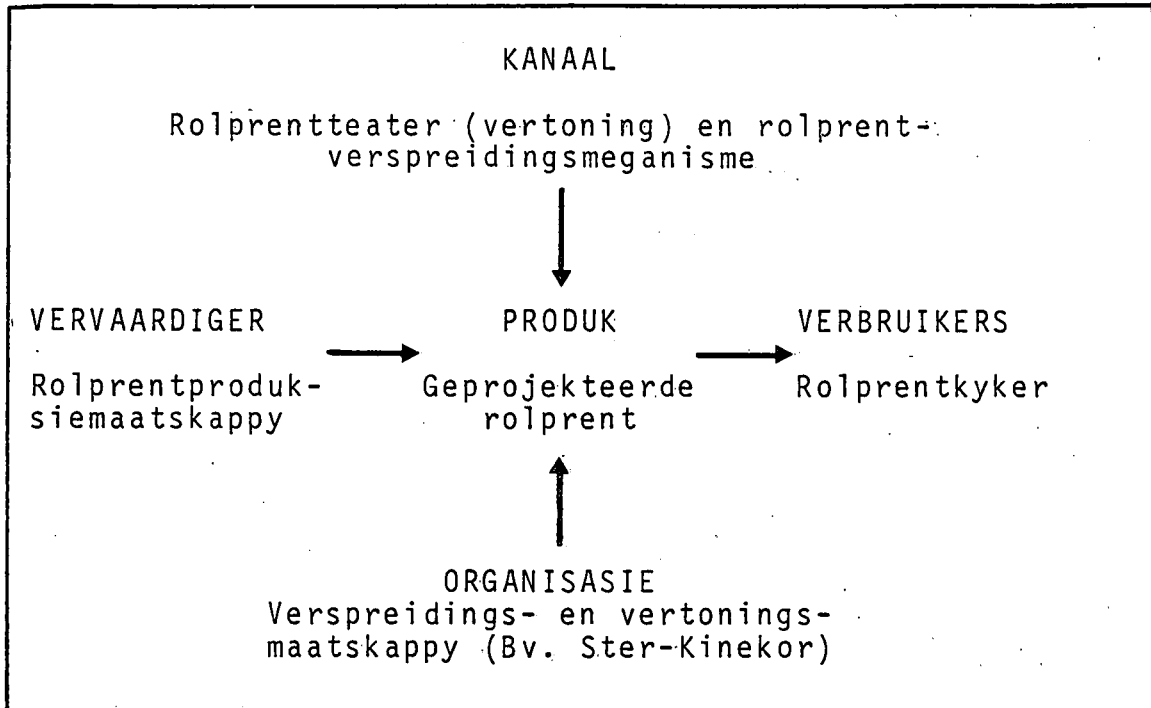 KANAAL
Rolprentteater (vertoning) en rolprent-
verspreidingsmeganisme
VERVAARDIGER
Rolprentproduk-
siemaatskappy
PRODUK
Geprojekteerde
rolprent
VERBRUIKERS
Rolprentkyker
ORGANISASIE
Verspreidings- en vertonings-
maatskappy (Bv. Ster-Kinekor)